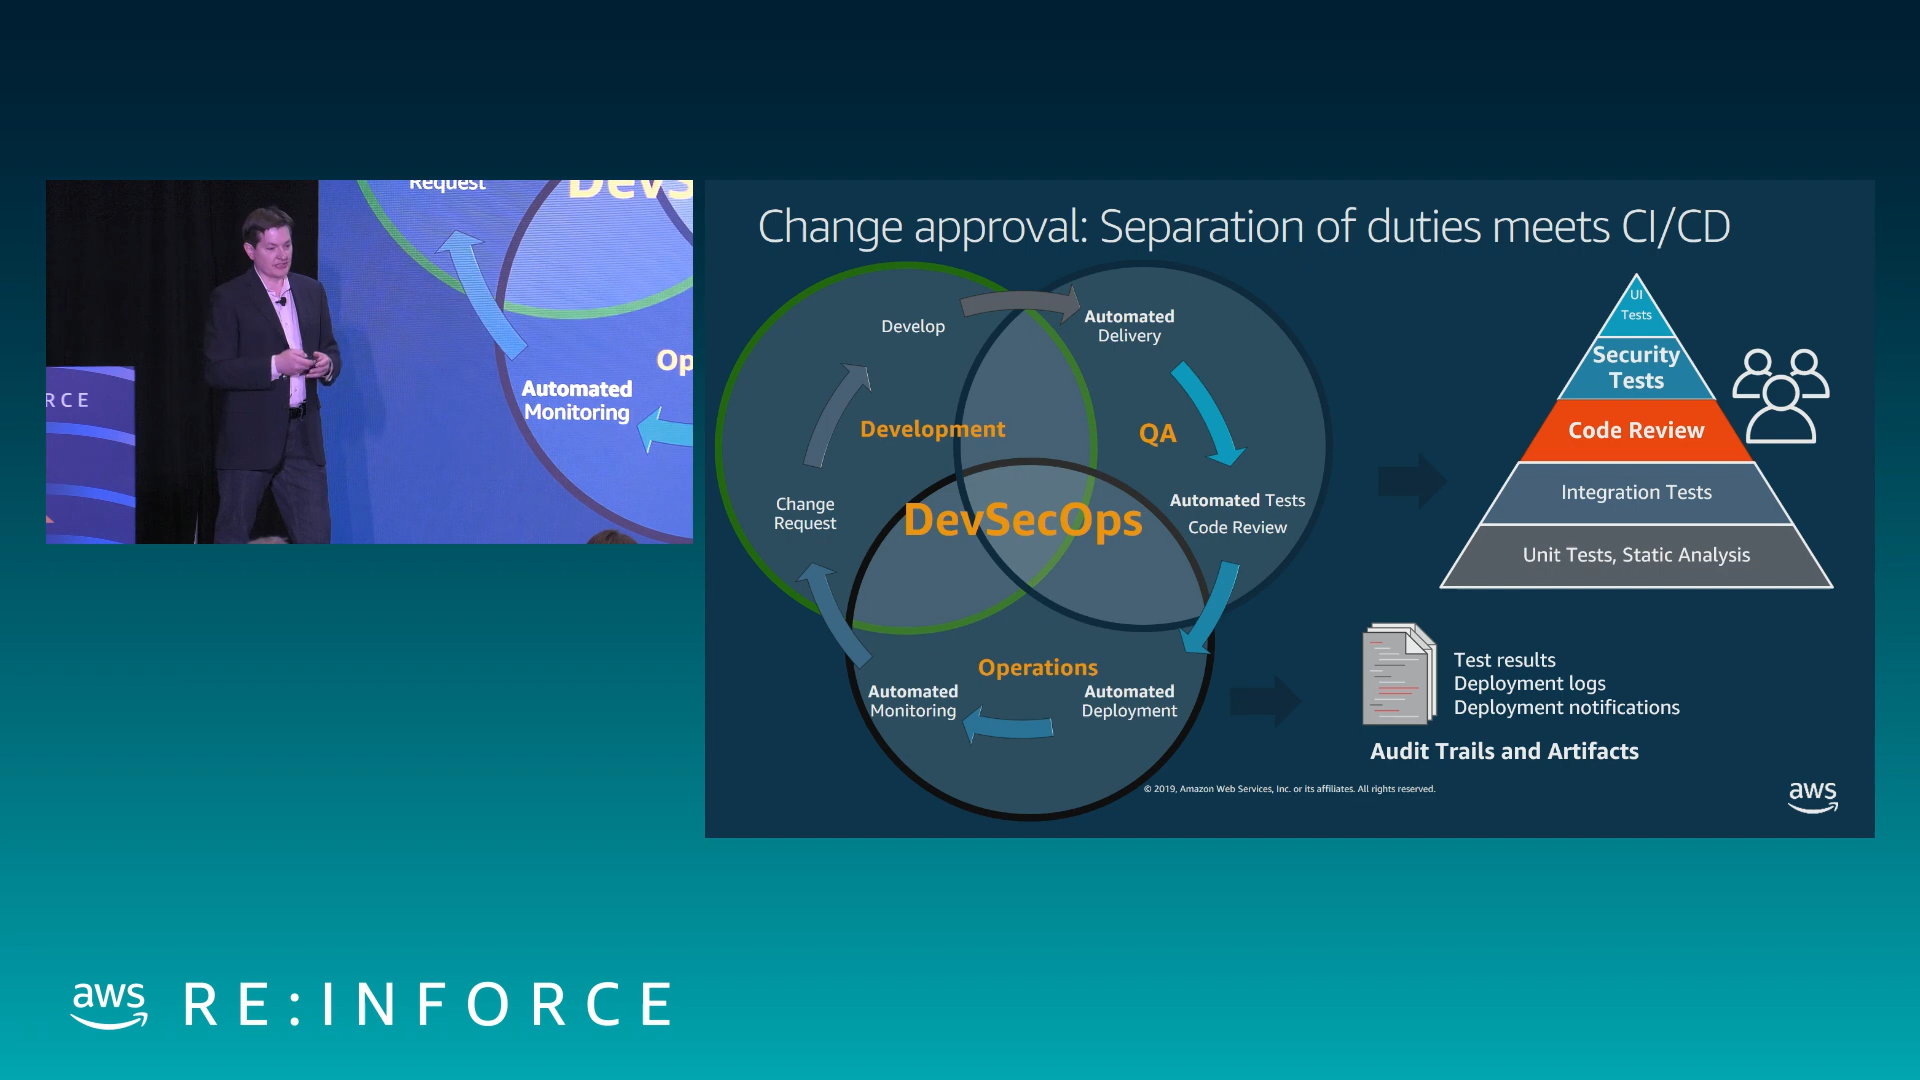 Request
DevS
Op
Automated
Monitoring
RCE
Change approval: Separation of duties meets CI/CD
Develop
Automated
Delivery
Development
QA
Change
Request
DevSecOps
Automated Tests
Code Review
Operations
Automated
Monitoring
Automated
Deployment
UI
Tests
Security
Tests
Code Review
Integration Tests
Unit Tests, Static Analysis
Test results
Deployment logs
Deployment notifications
Audit Trails and Artifacts
© 2019, Amazon Web Services, Inc. or its affiliates. All rights reserved.
aws
aws RE:INFORCE